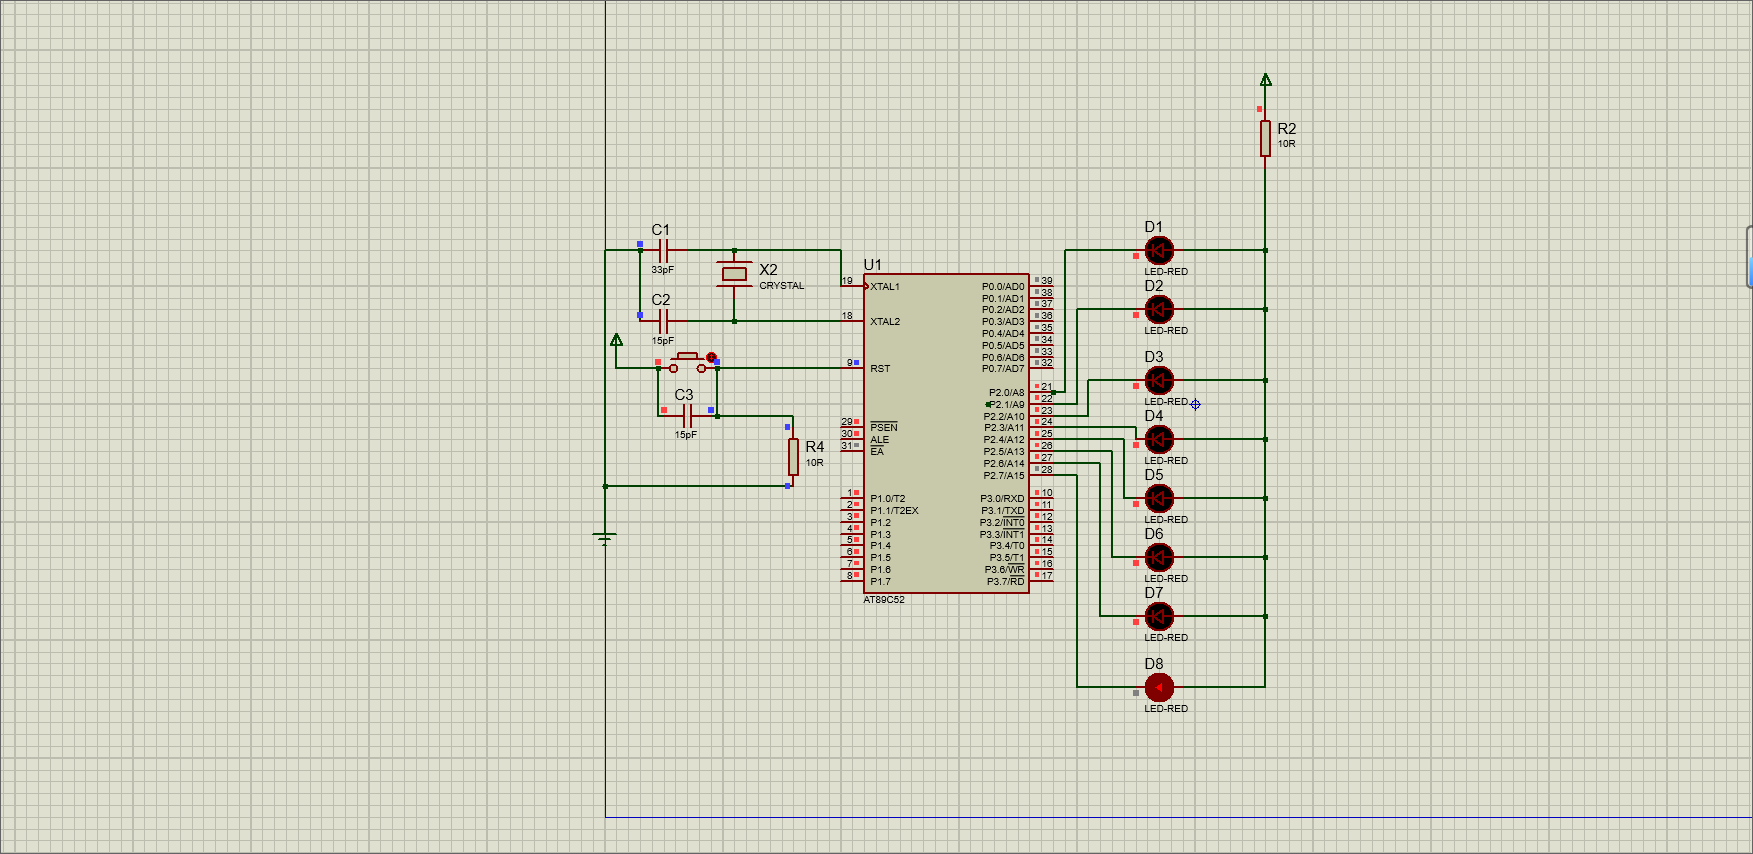 R2
10R
C1
33pF
X2
CRYSTAL
C2
15pF
C3
15pF
R4
10R
U1
19 XTAL1
18 XTAL2
9 RST
29 PSEN
30 ALE
31 EA
1 P1.0/T2
2 P1.1/T2EX
3 P1.2
4 P1.3
5 P1.4
6 P1.5
7 P1.6
8 P1.7
P0.0/AD0 39
P0.1/AD1 38
P0.2/AD2 37
P0.3/AD3 36
P0.4/AD4 35
P0.5/AD5 34
P0.6/AD6 33
P0.7/AD7 32
P2.0/A8 21
P2.1/A9 22
P2.2/A10 23
P2.3/A11 24
P2.4/A12 25
P2.5/A13 26
P2.6/A14 27
P2.7/A15 28
P3.0/RXD 10
P3.1/TXD 11
P3.2/INT0 12
P3.3/INT1 13
P3.4/T0 14
P3.5/T1 15
P3.6/WR 16
P3.7/RD 17
AT89C52
D1
LED-RED
D2
LED-RED
D3
LED-RED
D4
LED-RED
D5
LED-RED
D6
LED-RED
D7
LED-RED
D8
LED-RED